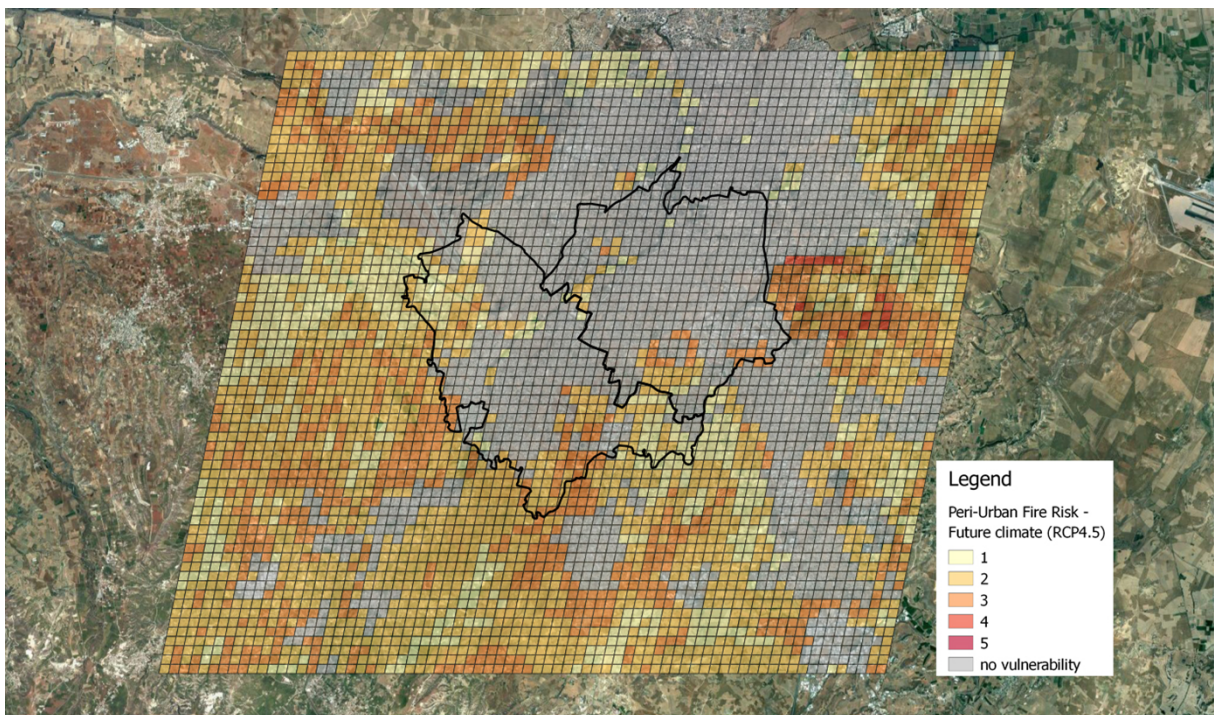 Legend
Peri-Urban Fire Risk -
Future climate (RCP4.5)
1
2
3
4
5
no vulnerability